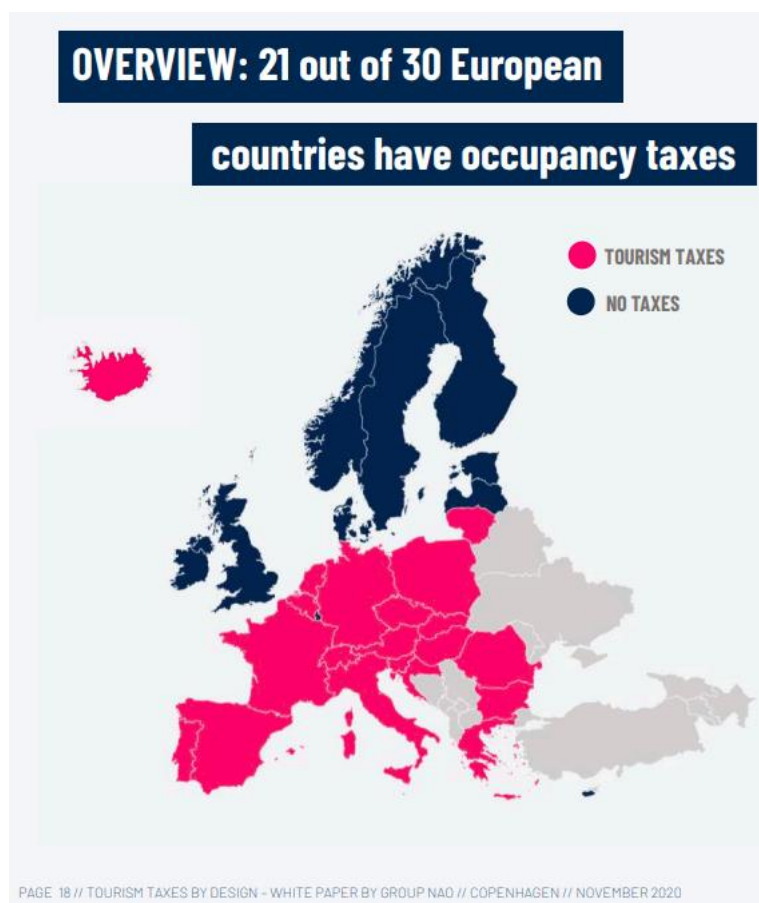 OVERVIEW: 21 out of 30 European
countries have occupancy taxes
TOURISM TAXES
NO TAXES
PAGE 18 // TOURISM TAXES BY DESIGN – WHITE PAPER BY GROUP NAO // COPENHAGEN // NOVEMBER 2020